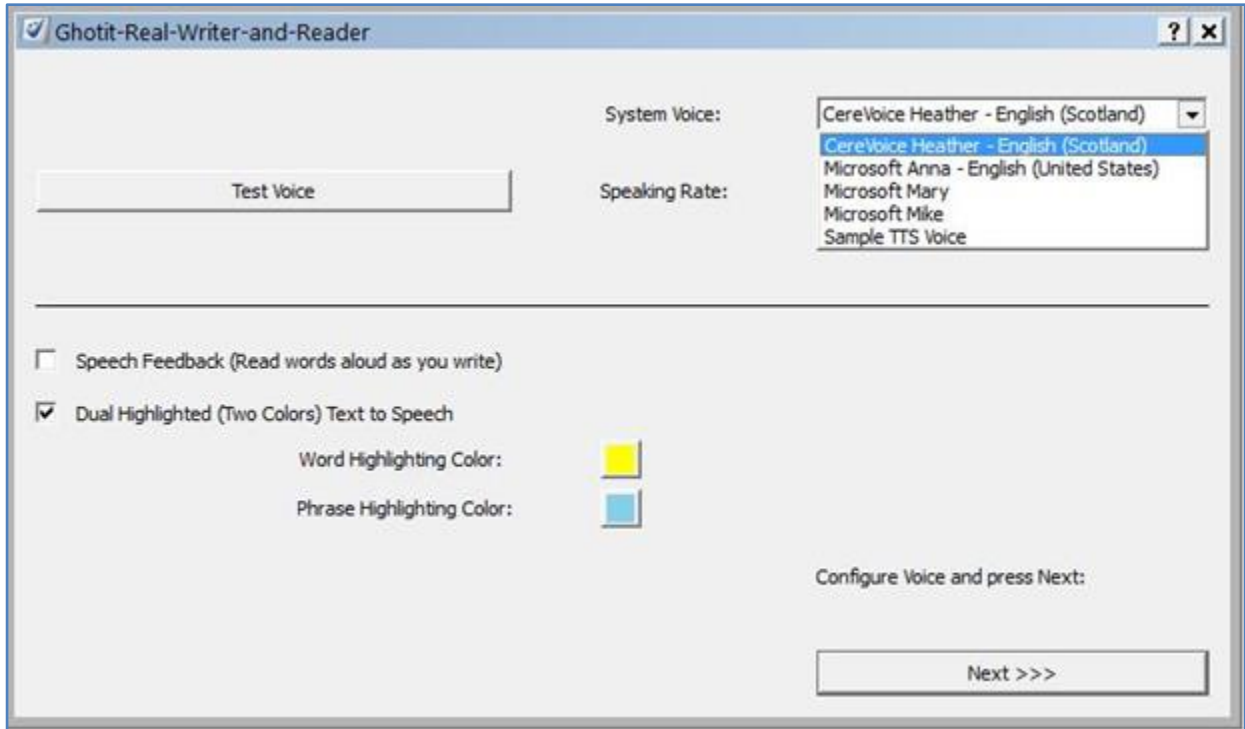 Ghotit-Real-Writer-and-Reader
System Voice:
CereVoice Heather - English (Scotland)
CereVoice Heather - English (Scotland)
Microsoft Anna - English (United States)
Microsoft Mary
Microsoft Mike
Sample TTS Voice
Test Voice
Speaking Rate:
Speech Feedback (Read words aloud as you write)
Dual Highlighted (Two Colors) Text to Speech
Word Highlighting Color:
Phrase Highlighting Color:
Configure Voice and press Next:
Next >>>